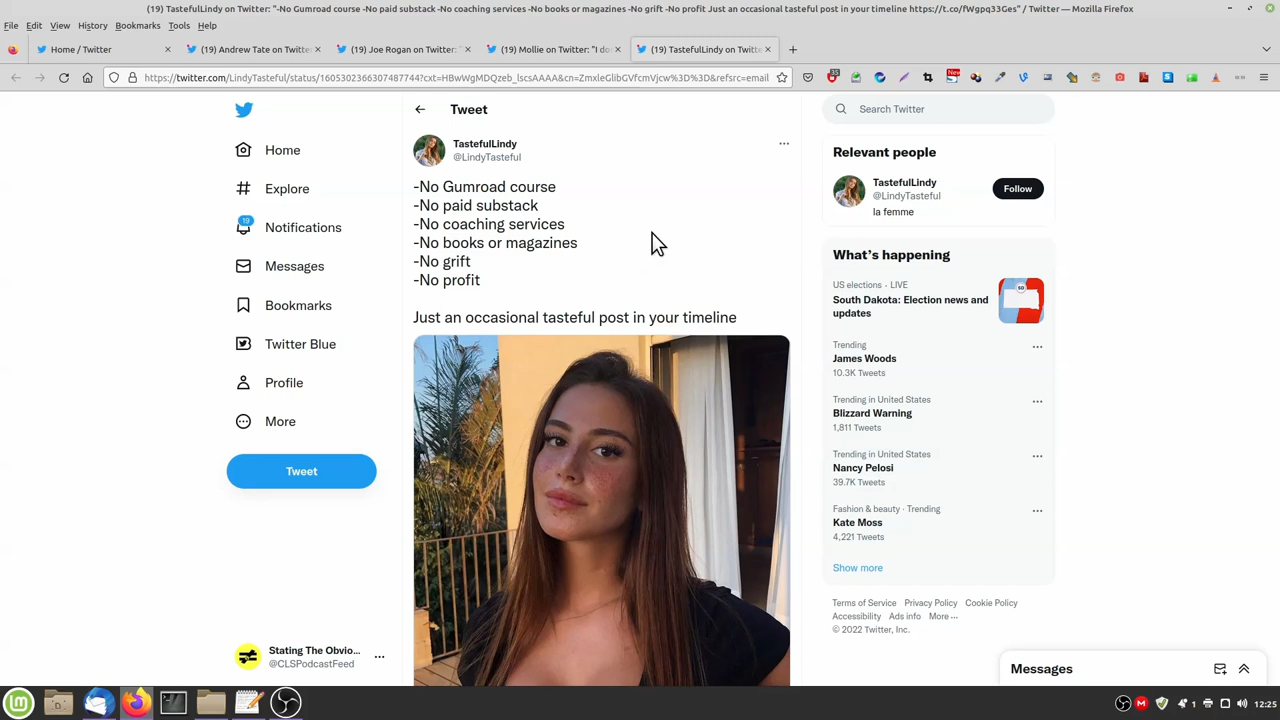 (19) TastefulLindy on Twitter: "-No Gumroad course -No paid substack -No coaching services -No books or magazines -No grift -No profit Just an occasional tasteful post in your timeline https://t.co/fWgpq33Ges" / Twitter — Mozilla Firefox
File Edit View History Bookmarks Tools Help
Home / Twitter
(19) Andrew Tate on Twitte
(19) Joe Rogan on Twitter: "
(19) Mollie on Twitter: "I do
(19) TastefulLindy on Twitt
https://twitter.com/LindyTasteful/status/1605302366307487744?cxt=HBwWgMDQzeb_lscsAAAA&cn=ZmxleGlibGVfcmVjcw%3D%3D&refsrc=email
35
New
Tweet
Search Twitter
TastefulLindy
@LindyTasteful
-No Gumroad course
-No paid substack
-No coaching services
-No books or magazines
-No grift
-No profit
Just an occasional tasteful post in your timeline
Home
Explore
19
Notifications
Messages
Bookmarks
Twitter Blue
Profile
More
Tweet
Stating The Obvio...
@CLSPodcastFeed
Relevant people
TastefulLindy
@LindyTasteful
Follow
la femme
What's happening
US elections · LIVE
South Dakota: Election news and
updates
Trending
James Woods
10.3K Tweets
Trending in United States
Blizzard Warning
1,811 Tweets
Trending in United States
Nancy Pelosi
39.7K Tweets
Fashion & beauty · Trending
Kate Moss
4,221 Tweets
Show more
Terms of Service Privacy Policy Cookie Policy
Accessibility Ads info More ...
© 2022 Twitter, Inc.
Messages
1
12:25